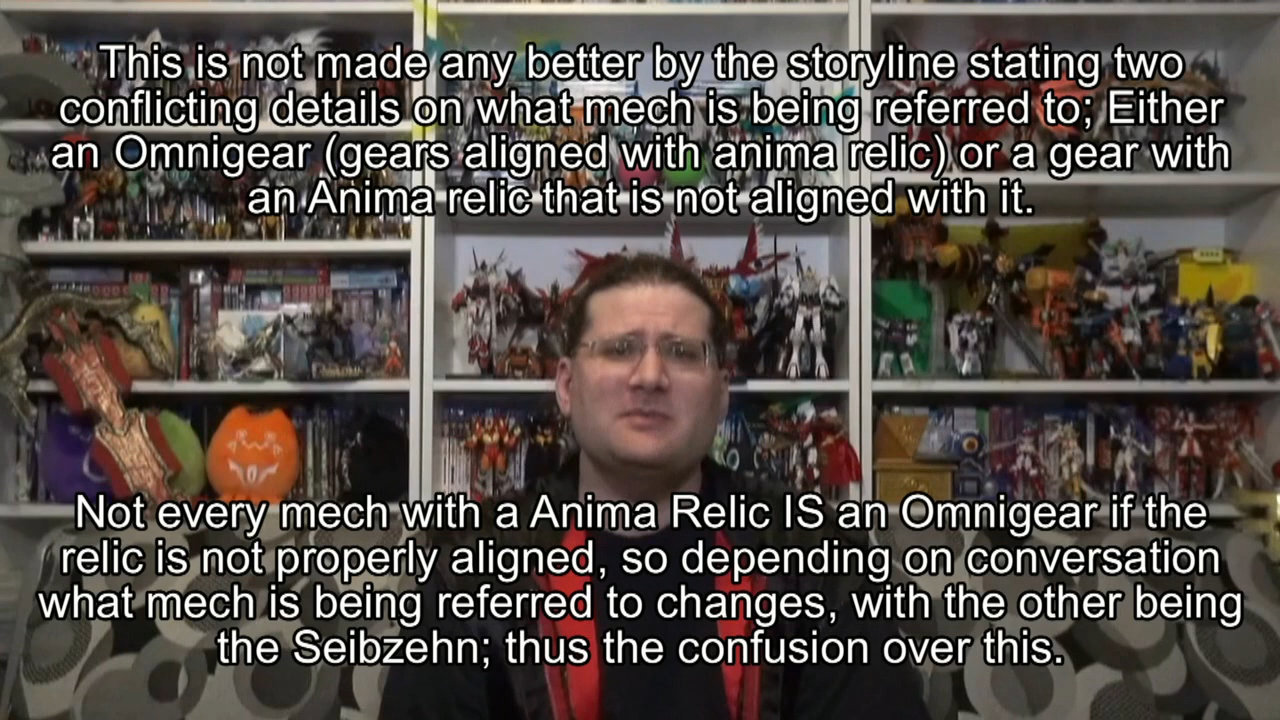 This is not made any better by the storyline stating two
conflicting details on what mech is being referred to; Either
an Omnigear (gears aligned with anima relic) or a gear with
an Anima relic that is not aligned with it.
Not every mech with a Anima Relic IS an Omnigear if the
relic is not properly aligned, so depending on conversation
what mech is being referred to changes, with the other being
the Seibzehn; thus the confusion over this.